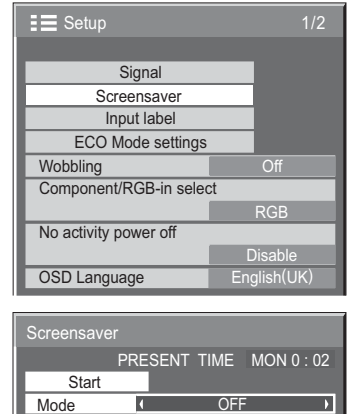 Setup 1/2
Signal
Screensaver
Input label
ECO Mode settings
Wobbling Off
Component/RGB-in select
RGB
No activity power off
Disable
OSD Language English(UK)
Screensaver
PRESENT TIME MON 0 : 02
Start
Mode OFF